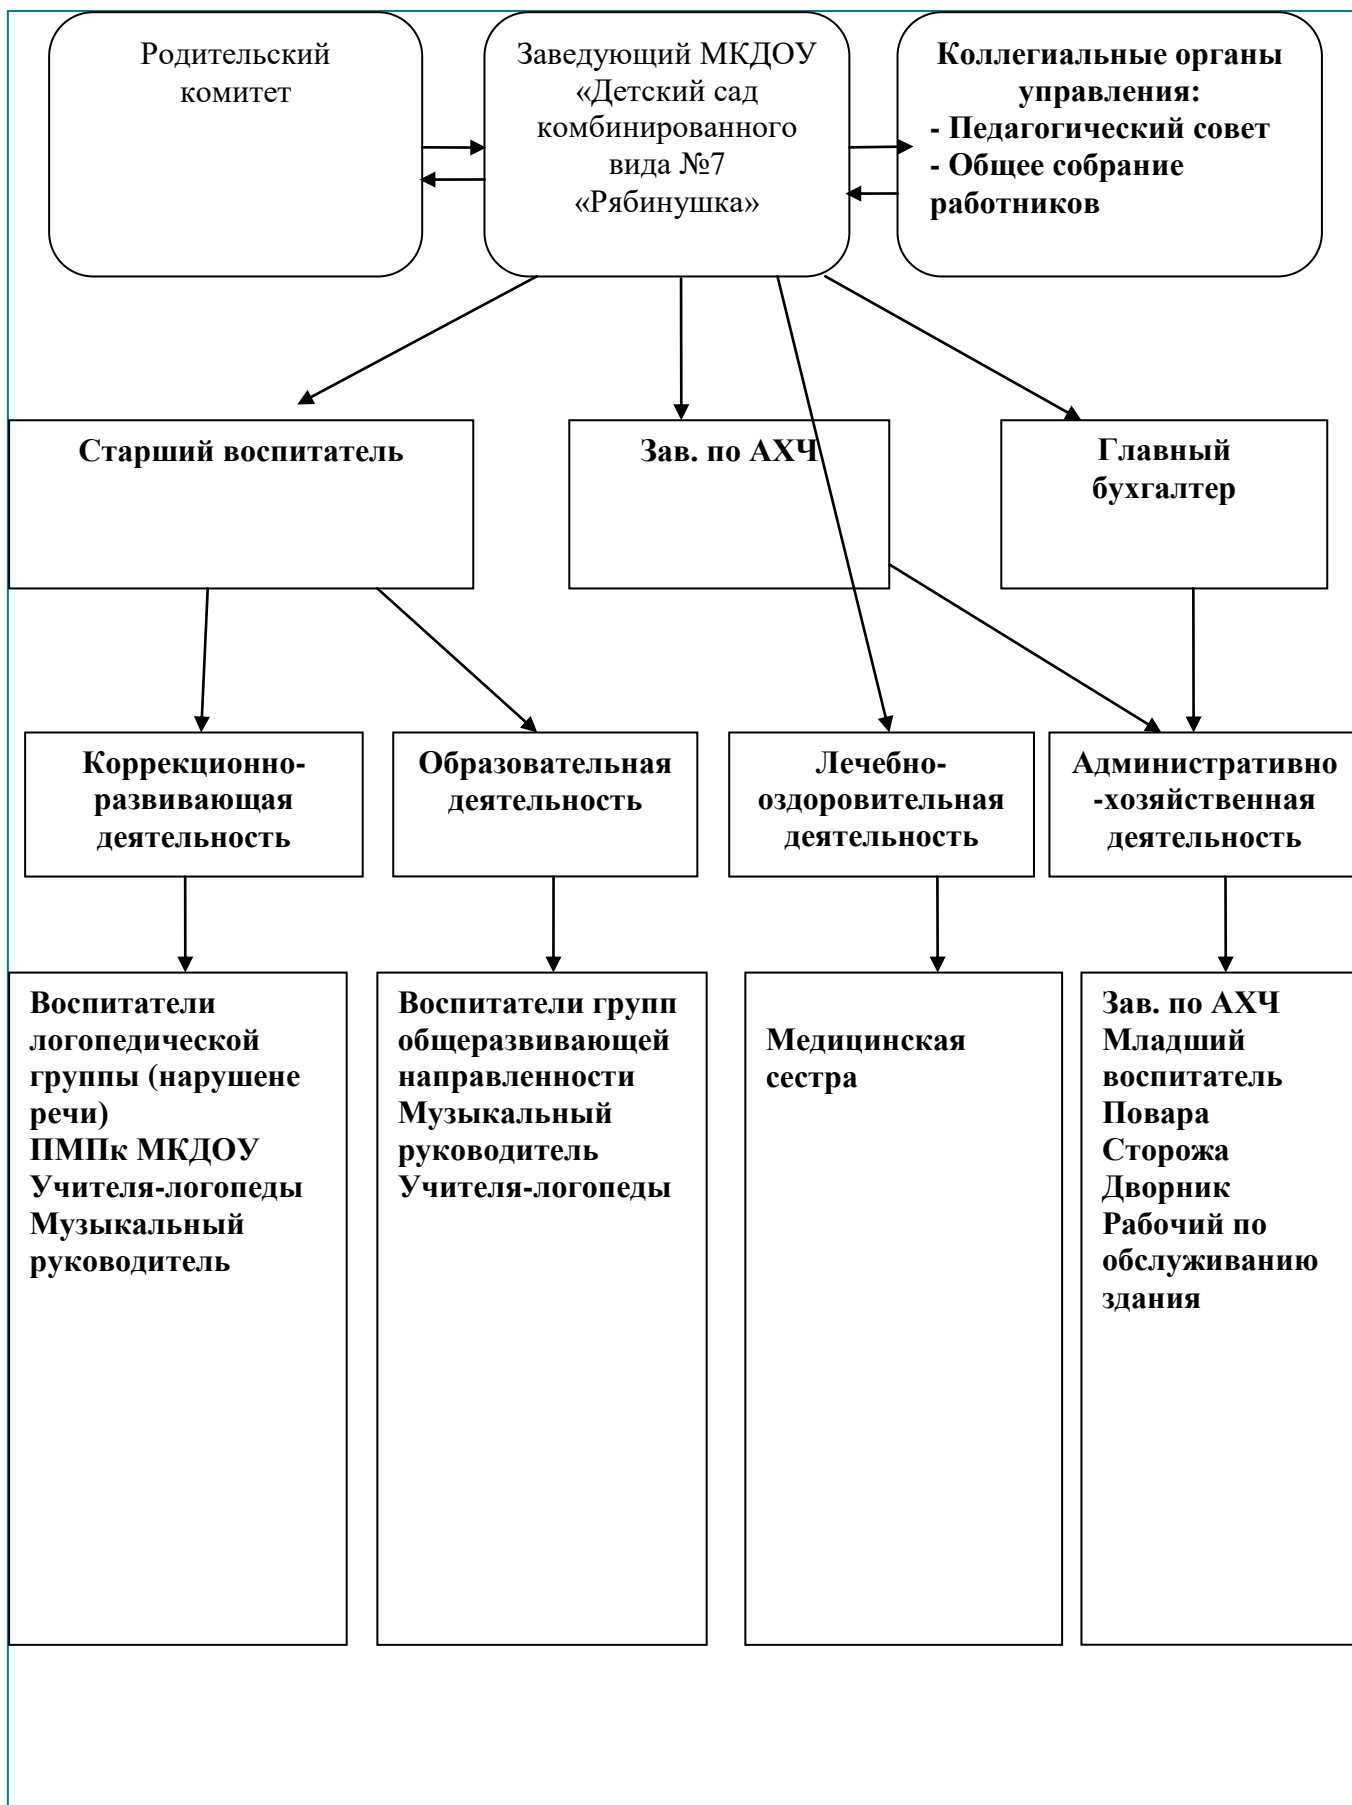 Родительский
комитет
Заведующий МКДОУ
«Детский сад
комбинированного
вида №7
«Рябинушка»
Коллегиальные органы
управления:
- Педагогический совет
- Общее собрание
работников
Старший воспитатель
Зав. по АХЧ
Главный
бухгалтер
Коррекционно-
развивающая
деятельность
Образовательная
деятельность
Лечебно-
оздоровительная
деятельность
Административно
-хозяйственная
деятельность
Воспитатели
логопедической
группы (нарушене
речи)
ПМПк МКДОУ
Учителя-логопеды
Музыкальный
руководитель
Воспитатели групп
общеразвивающей
направленности
Музыкальный
руководитель
Учителя-логопеды
Медицинская
сестра
Зав. по АХЧ
Младший
воспитатель
Повара
Сторожа
Дворник
Рабочий по
обслуживанию
здания